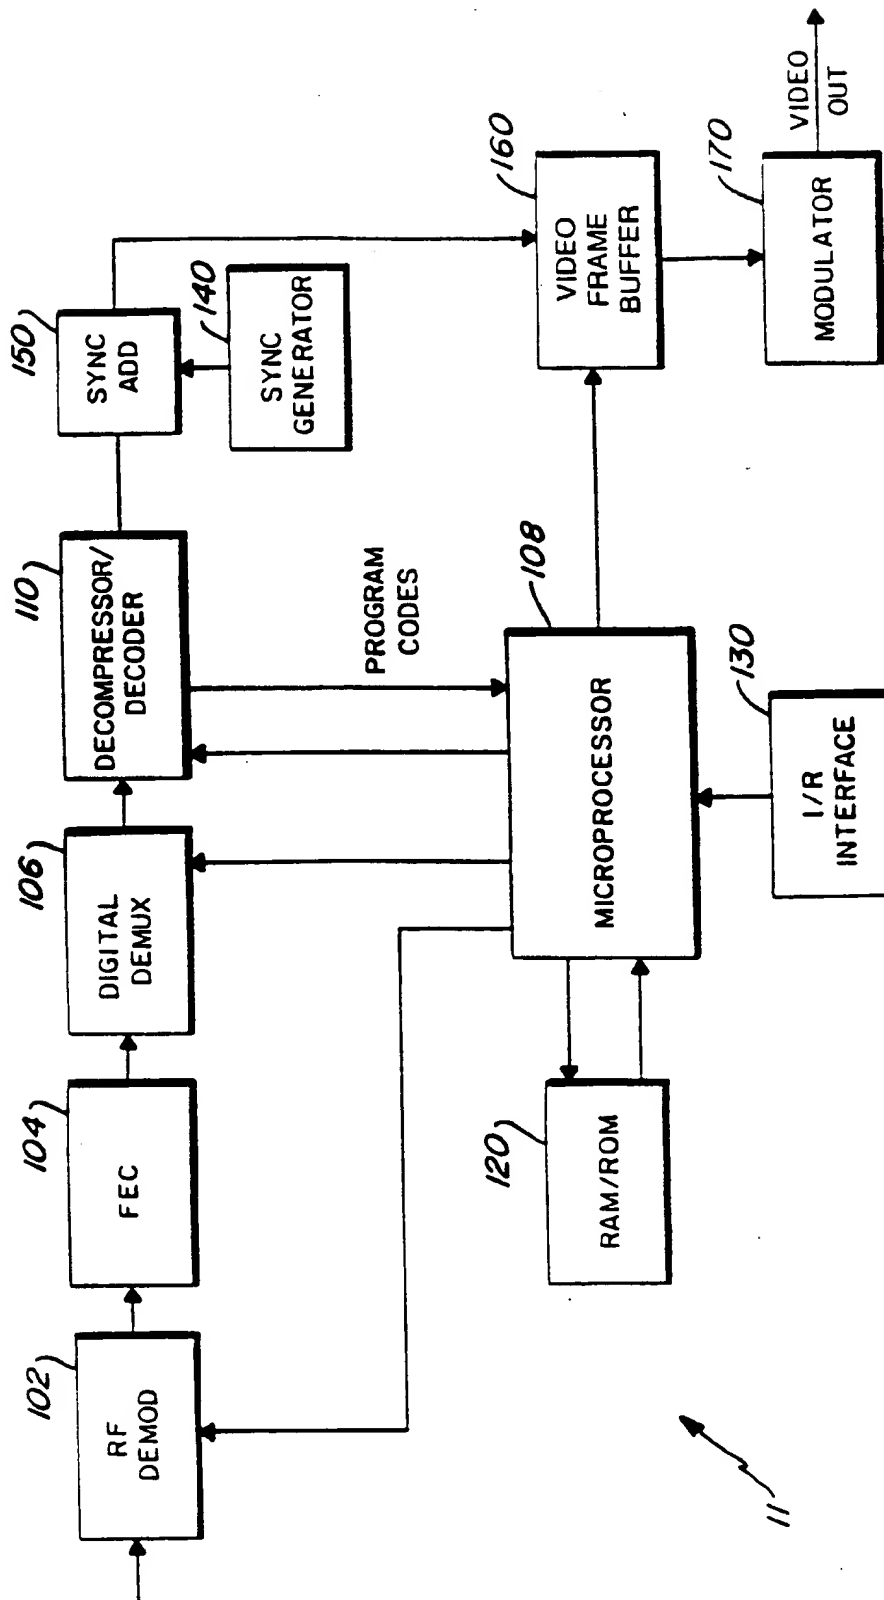 102
RF
DEMOD
104
FEC
106
DIGITAL
DEMUX
110
DECOMPRESSOR/
DECODER
150
SYNC
ADD
140
SYNC
GENERATOR
PROGRAM
CODES
120
RAM/ROM
108
MICROPROCESSOR
160
VIDEO
FRAME
BUFFER
130
I/R
INTERFACE
170
MODULATOR
VIDEO
OUT
11